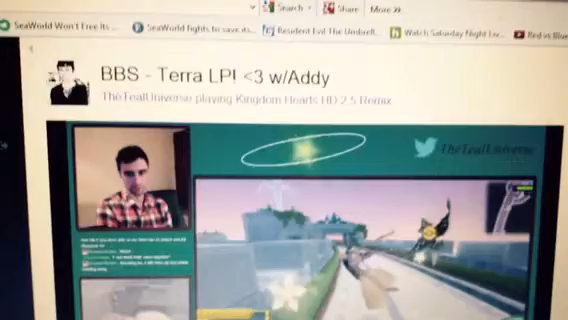 Search Share More »
SeaWorld Won't Free its ... SeaWorld fights to save its... Resident Evil The Umbrell... Watch Saturday Night Liv... Red vs Blue
BBS - Terra LP! <3 w/Addy
TheTealUniverse playing Kingdom Hearts HD 2.5 Remix
TheTealUniverse